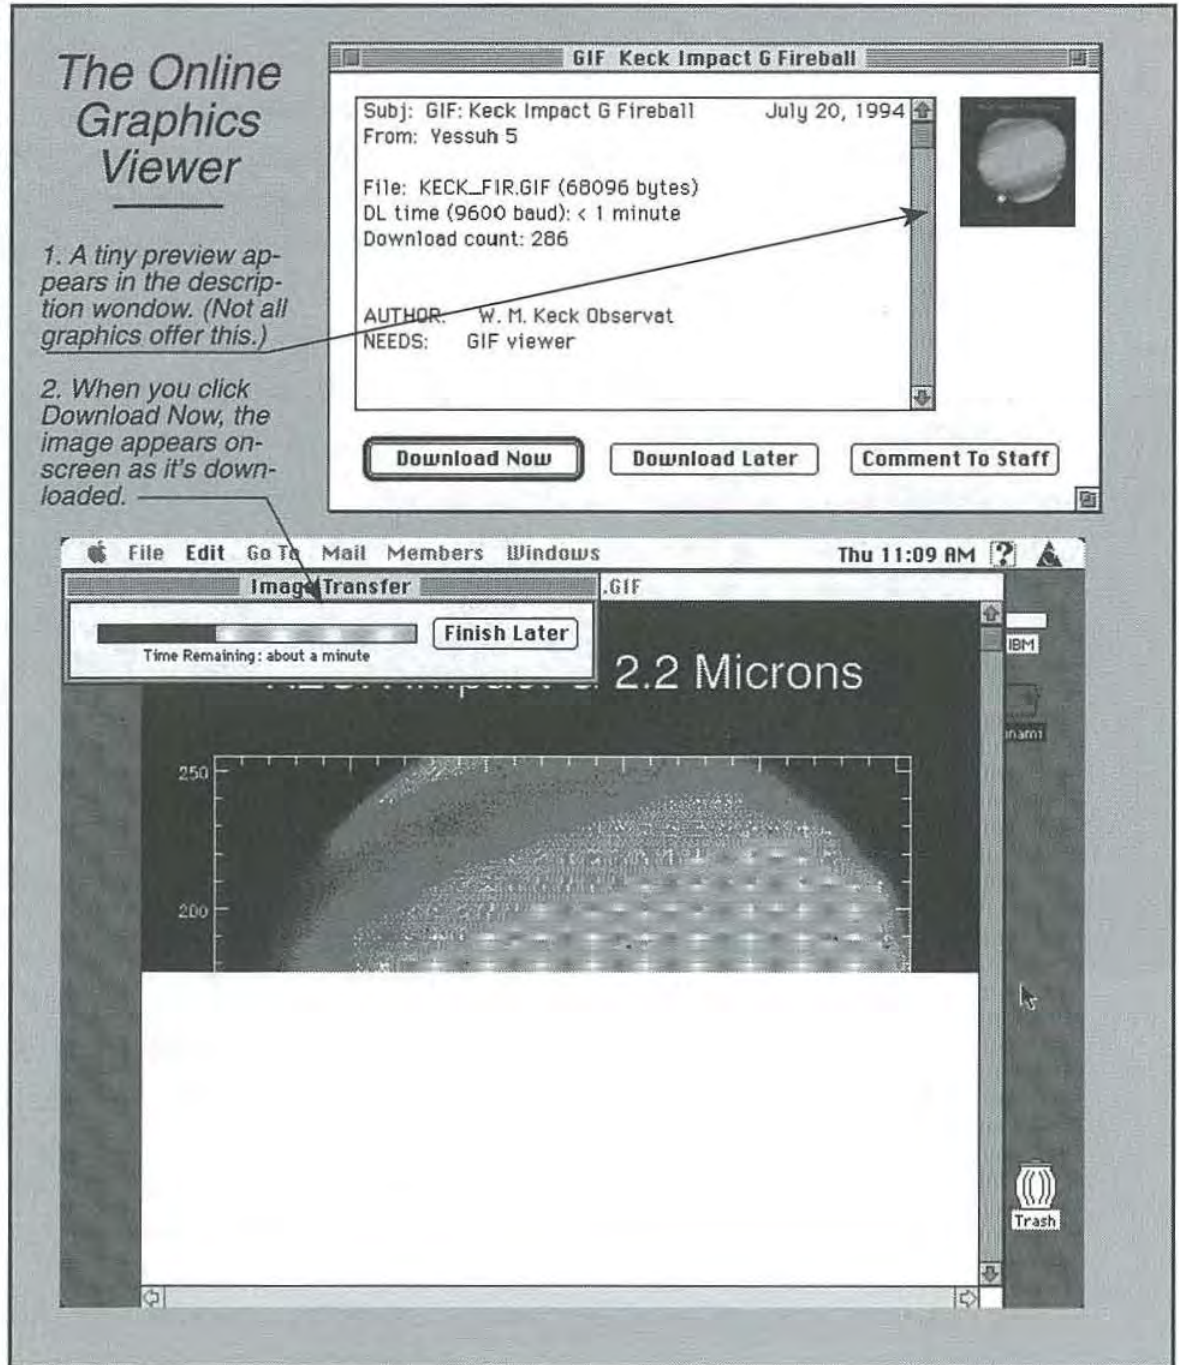 The Online
Graphics
Viewer
1. A tiny preview ap-
pears in the descrip-
tion wondow. (Not all
graphics offer this.)
2. When you click
Download Now, the
image appears on-
screen as it's down-
loaded.
GIF Keck Impact G Fireball
Subj: GIF: Keck Impact G Fireball July 20, 1994
From: Yessuh 5
File: KECK_FIR.GIF (68096 bytes)
DL time (9600 baud): < 1 minute
Download count: 286
AUTHOR: W. M. Keck Observat
NEEDS: GIF viewer
Download Now Download Later Comment To Staff
File Edit Go To Mail Members Windows Thu 11:09 AM ?
Image Transfer .GIF
Finish Later
Time Remaining: about a minute
2.2 Microns
IBM
250
200
Trash